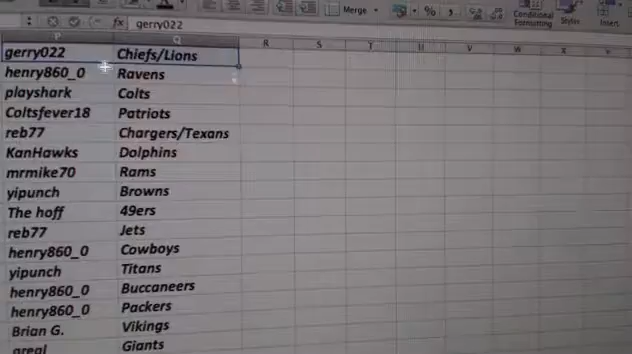 Merge
%
Conditional
Formatting
Styles
Insert
fx gerry022
P Q R S T U V W X Y
gerry022 Chiefs/Lions
henry860_0 Ravens
playshark Colts
Coltsfever18 Patriots
reb77 Chargers/Texans
KanHawks Dolphins
mrmike70 Rams
yipunch Browns
The hoff 49ers
reb77 Jets
henry860_0 Cowboys
yipunch Titans
henry860_0 Buccaneers
henry860_0 Packers
Brian G. Vikings
Giants